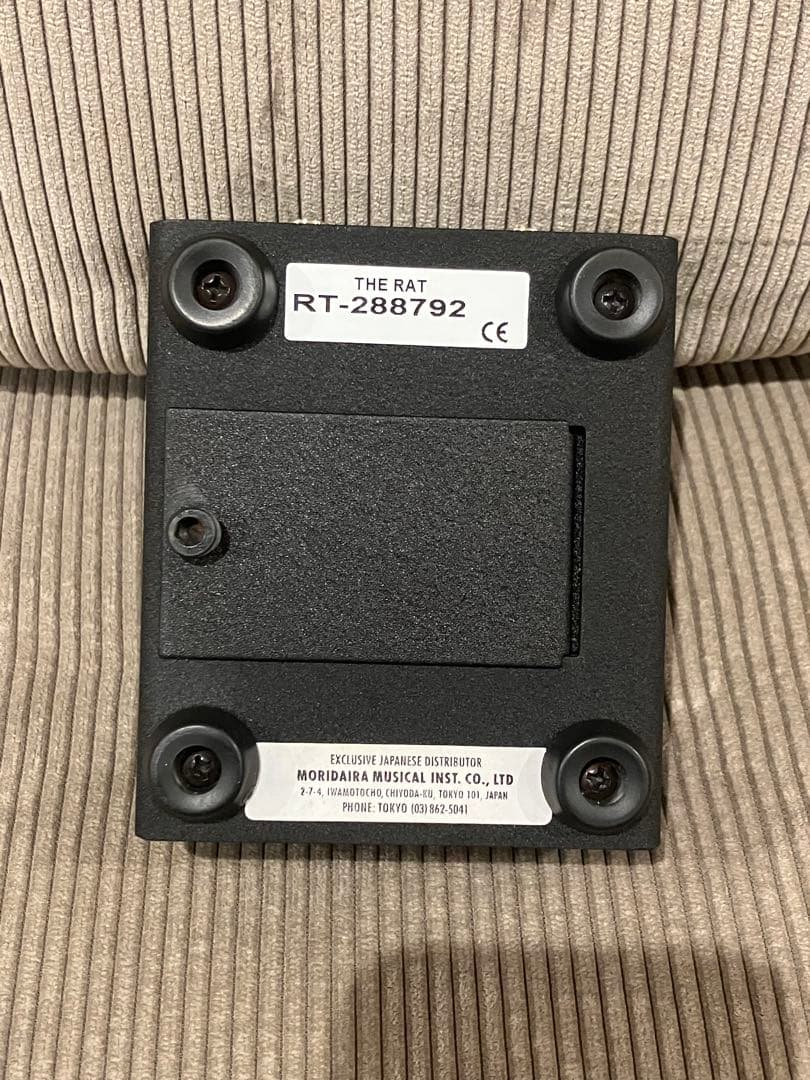 THE RAT
RT-288792
CE
EXCLUSIVE JAPANESE DISTRIBUTOR
MORIDAIRA MUSICAL INST. CO., LTD
2-7-4, IWAMOTOCHO, CHIYODA-KU, TOKYO 101, JAPAN
PHONE: TOKYO (03) 862-5041